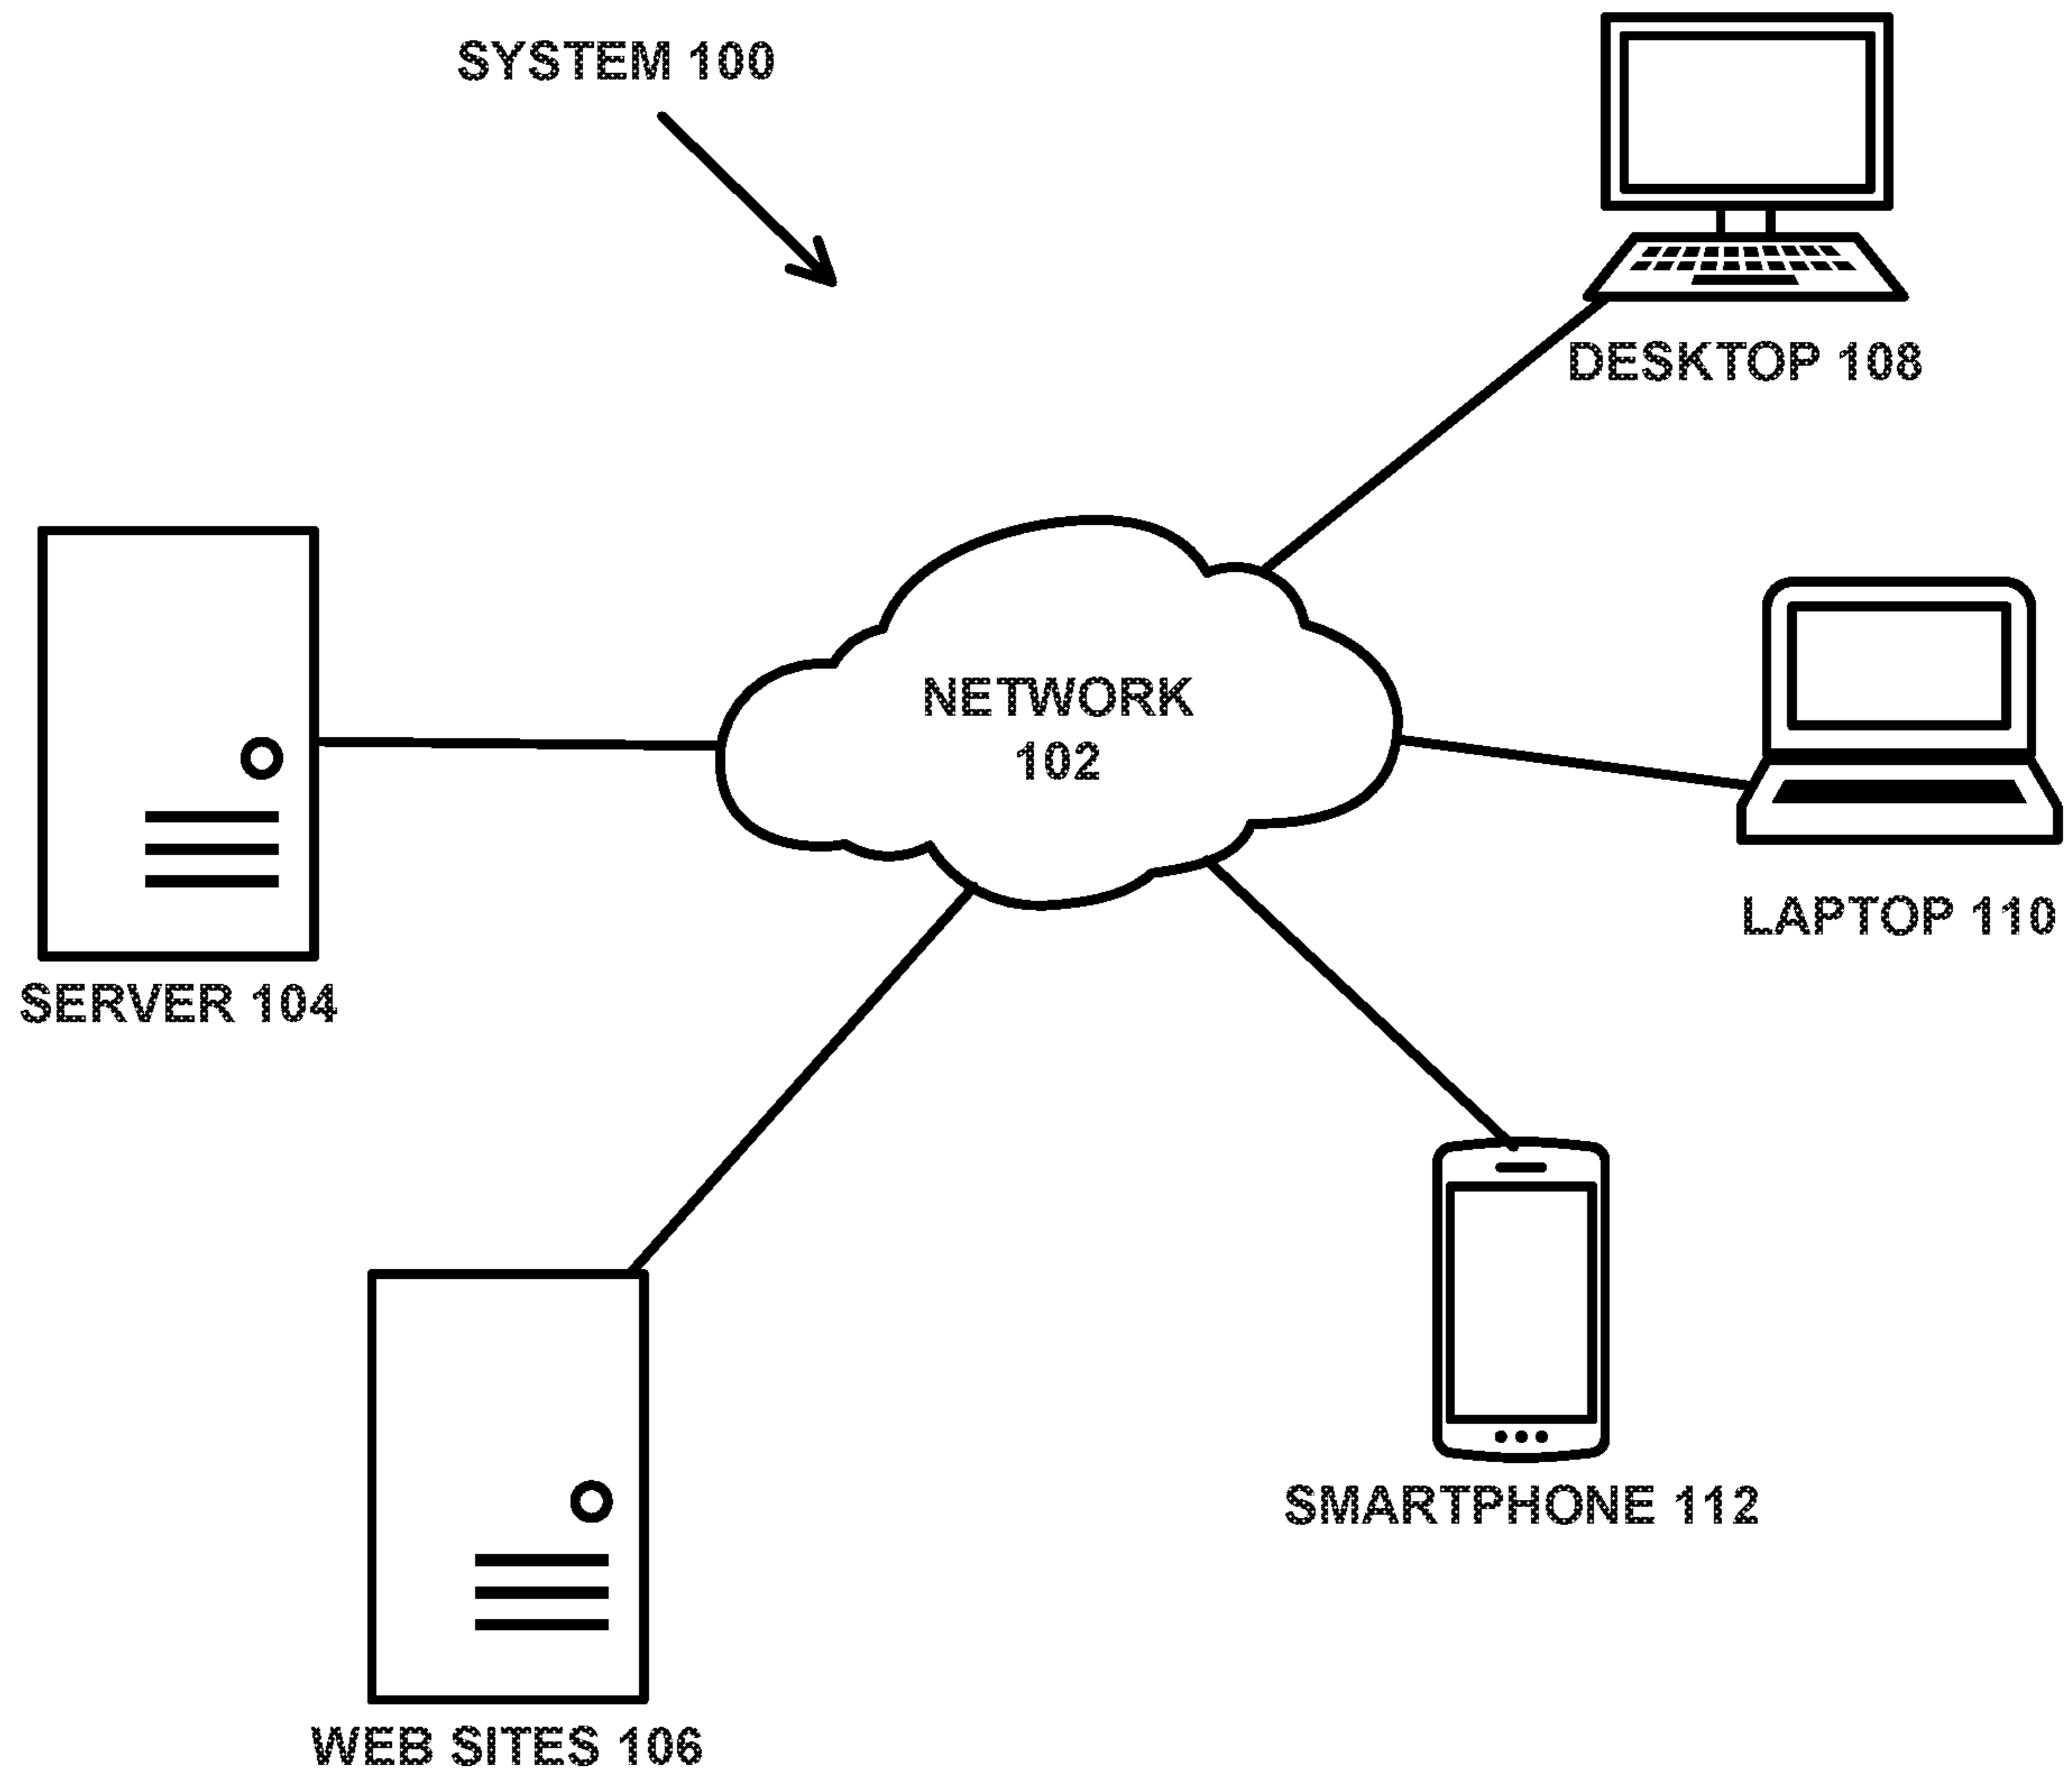 SYSTEM 100
DESKTOP 108
NETWORK
102
LAPTOP 110
SERVER 104
SMARTPHONE 112
WEB SITES 106